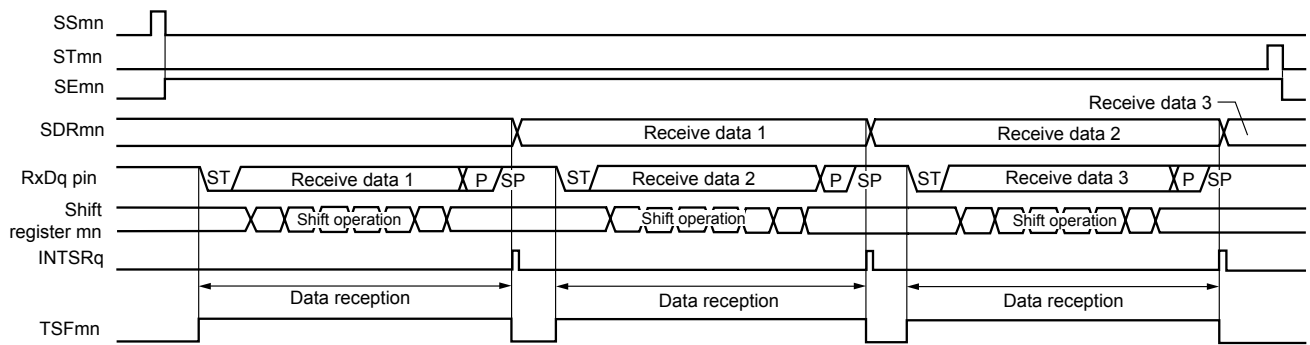 SSmn
STmn
SEmn
Receive data 3
SDRmn Receive data 1 Receive data 2
RxDq pin ST Receive data 1 P SP ST Receive data 2 P SP ST Receive data 3 P SP
Shift
register mn Shift operation Shift operation Shift operation
INTSRq
Data reception Data reception Data reception
TSFmn